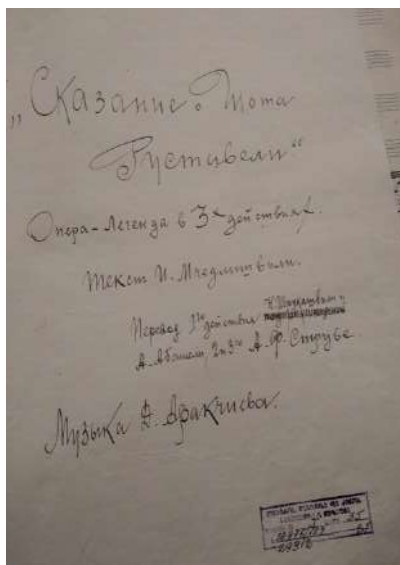 „Сказание о Шота
Руставели“
Опера-Легенда в 3х действиях.
Текст И. Мчедлишвили.
Перевод 1го действия
А. Абашели, 2 и 3го А. Ф. Струве
Музыка Д. Аракчиева.